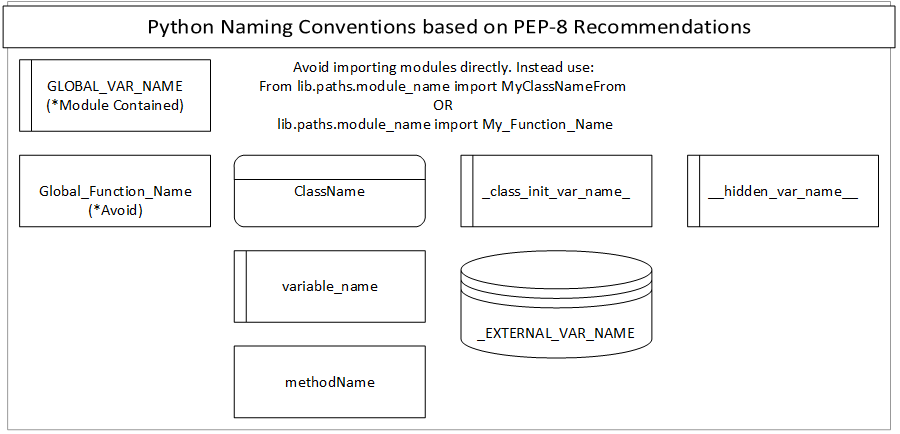 Python Naming Conventions based on PEP-8 Recommendations
GLOBAL_VAR_NAME
(*Module Contained)
Avoid importing modules directly. Instead use:
From lib.paths.module_name import MyClassNameFrom
OR
lib.paths.module_name import My_Function_Name
Global_Function_Name
(*Avoid)
ClassName
_class_init_var_name_
__hidden_var_name__
variable_name
_EXTERNAL_VAR_NAME
methodName